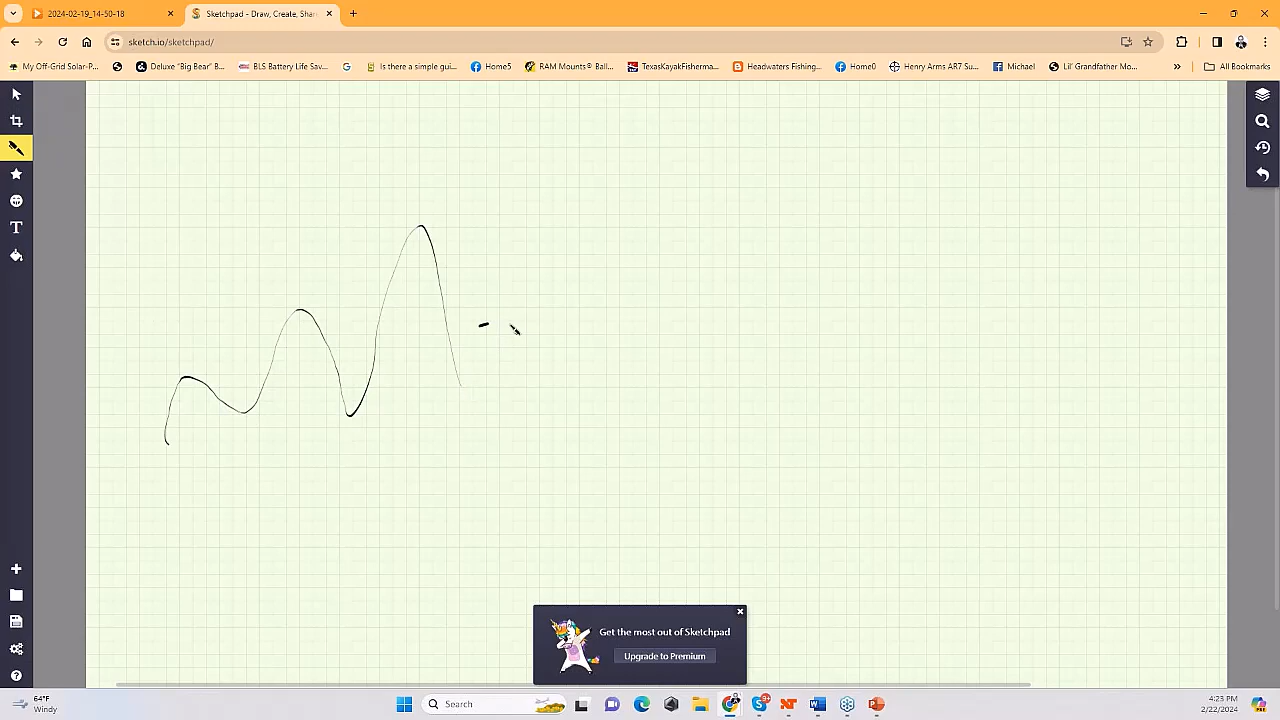 2024-02-19_14-50-18
Sketchpad - Draw, Create, Shar
sketch.io/sketchpad/
My Off-Grid Solar-P...
Deluxe "Big Bear" B...
BLS Battery Life Sav...
Is there a simple gui...
Home5
RAM Mounts® Ball...
TexasKayakFisherma...
Headwaters Fishing...
Home0
Henry Arms AR7 Su...
Michael
Lil' Grandfather Mo...
»
All Bookmarks
Get the most out of Sketchpad
Upgrade to Premium
64°F
Windy
Search
9+
4:23 PM
2/22/2024